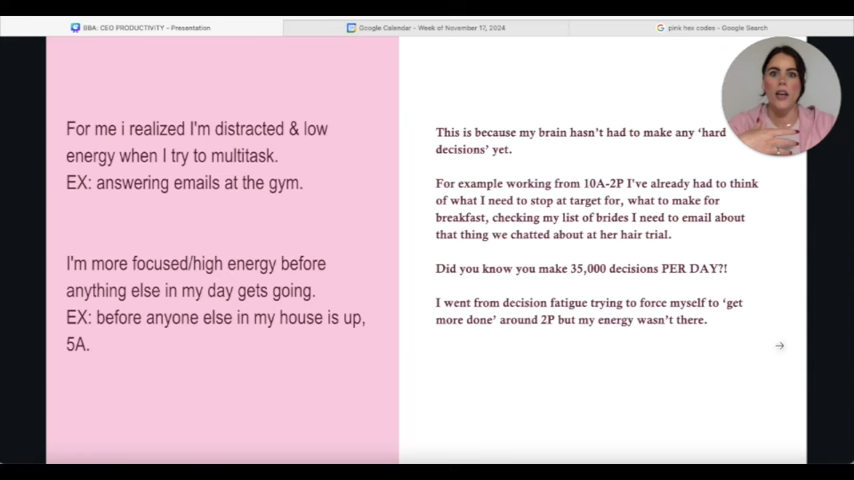 BBA: CEO PRODUCTIVITY - Presentation
Google Calendar - Week of November 17, 2024
pink hex codes - Google Search
For me i realized I'm distracted & low
energy when I try to multitask.
EX: answering emails at the gym.
I'm more focused/high energy before
anything else in my day gets going.
EX: before anyone else in my house is up,
5A.
This is because my brain hasn't had to make any 'hard
decisions' yet.
For example working from 10A-2P I've already had to think
of what I need to stop at target for, what to make for
breakfast, checking my list of brides I need to email about
that thing we chatted about at her hair trial.
Did you know you make 35,000 decisions PER DAY?!
I went from decision fatigue trying to force myself to 'get
more done' around 2P but my energy wasn't there.